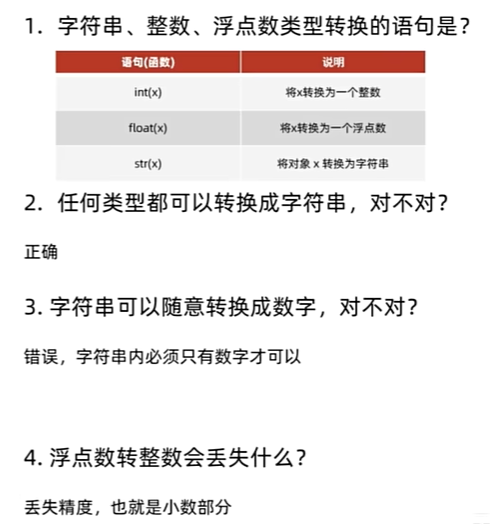 1. 字符串、整数、浮点数类型转换的语句是？
语句(函数) 说明
int(x) 将x转换为一个整数
float(x) 将x转换为一个浮点数
str(x) 将对象 x 转换为字符串
2. 任何类型都可以转换成字符串，对不对？
正确
3. 字符串可以随意转换成数字，对不对？
错误，字符串内必须只有数字才可以
4. 浮点数转整数会丢失什么？
丢失精度，也就是小数部分